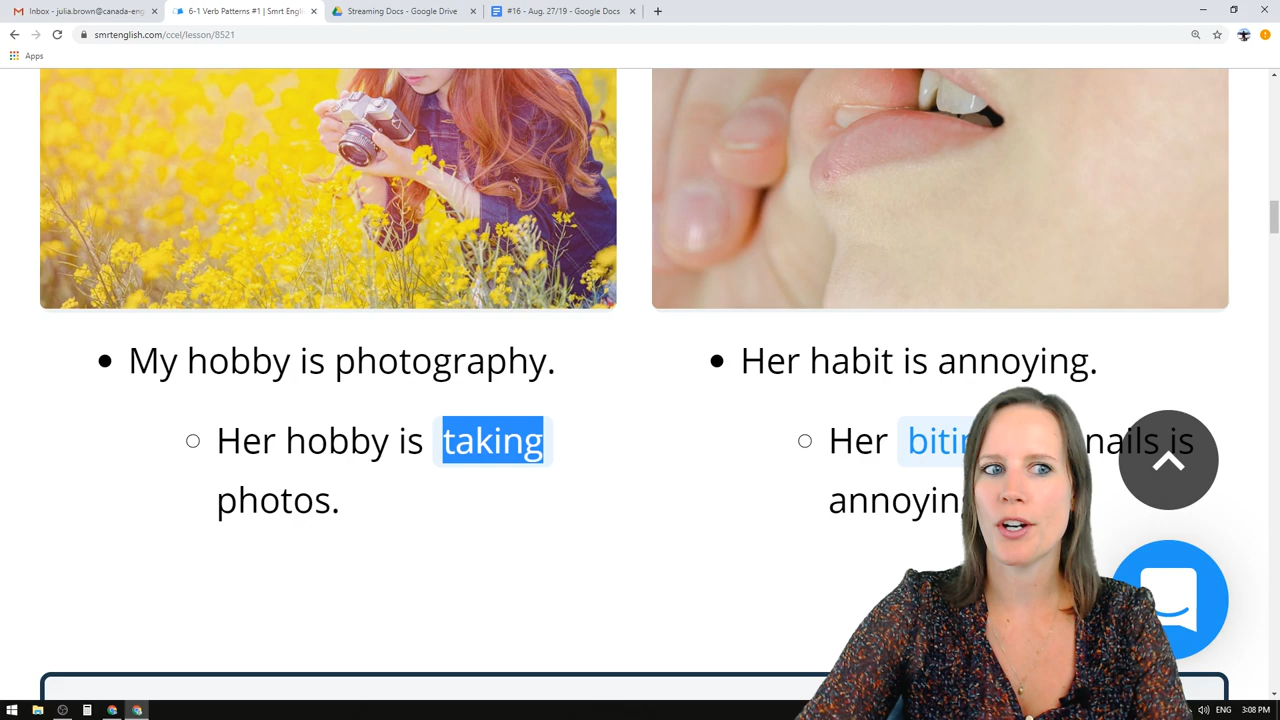 Inbox - julia.brown@canada-eng
6-1 Verb Patterns #1 | Smrt Engli
Streaming Docs - Google Drive
#16 - Aug. 27/19 - Google Docs
smrtenglish.com/ccel/lesson/8521
Apps
My hobby is photography.
Her hobby is taking
photos.
Her habit is annoying.
Her nails is
ENG
3:08 PM